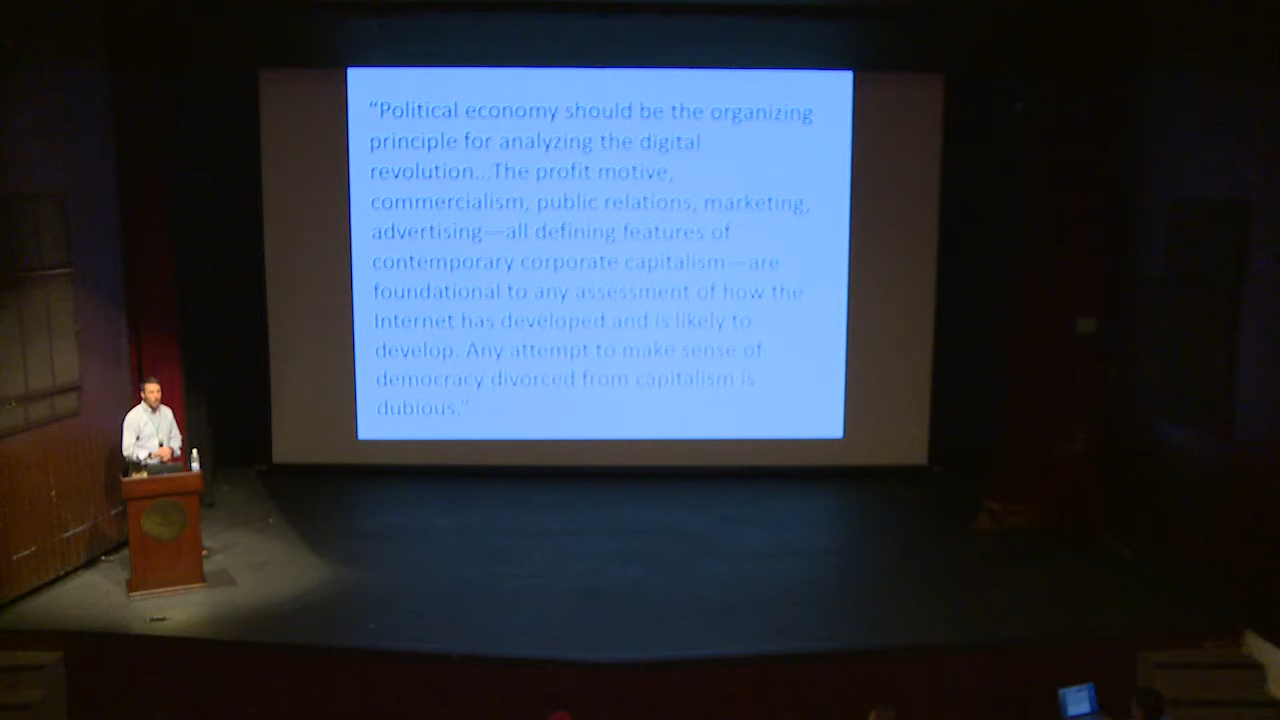 “Political economy should be the organizing
principle for analyzing the digital
revolution…The profit motive,
commercialism, public relations, marketing,
advertising—all defining features of
contemporary corporate capitalism—are
foundational to any assessment of how the
Internet has developed and is likely to
develop. Any attempt to make sense of
democracy divorced from capitalism is
dubious.”